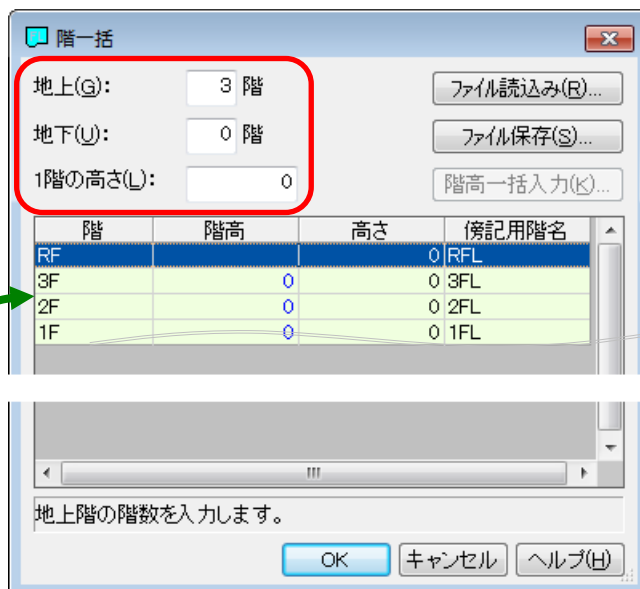 階一括
地上(G): 3 階 ファイル読込み(R)...
地下(U): 0 階 ファイル保存(S)...
1階の高さ(L): 0 階高一括入力(K)...
階 階高 高さ 傍記用階名
RF 0 RFL
3F 0 0 3FL
2F 0 0 2FL
1F 0 0 1FL
地上階の階数を入力します。
OK キャンセル ヘルプ(H)